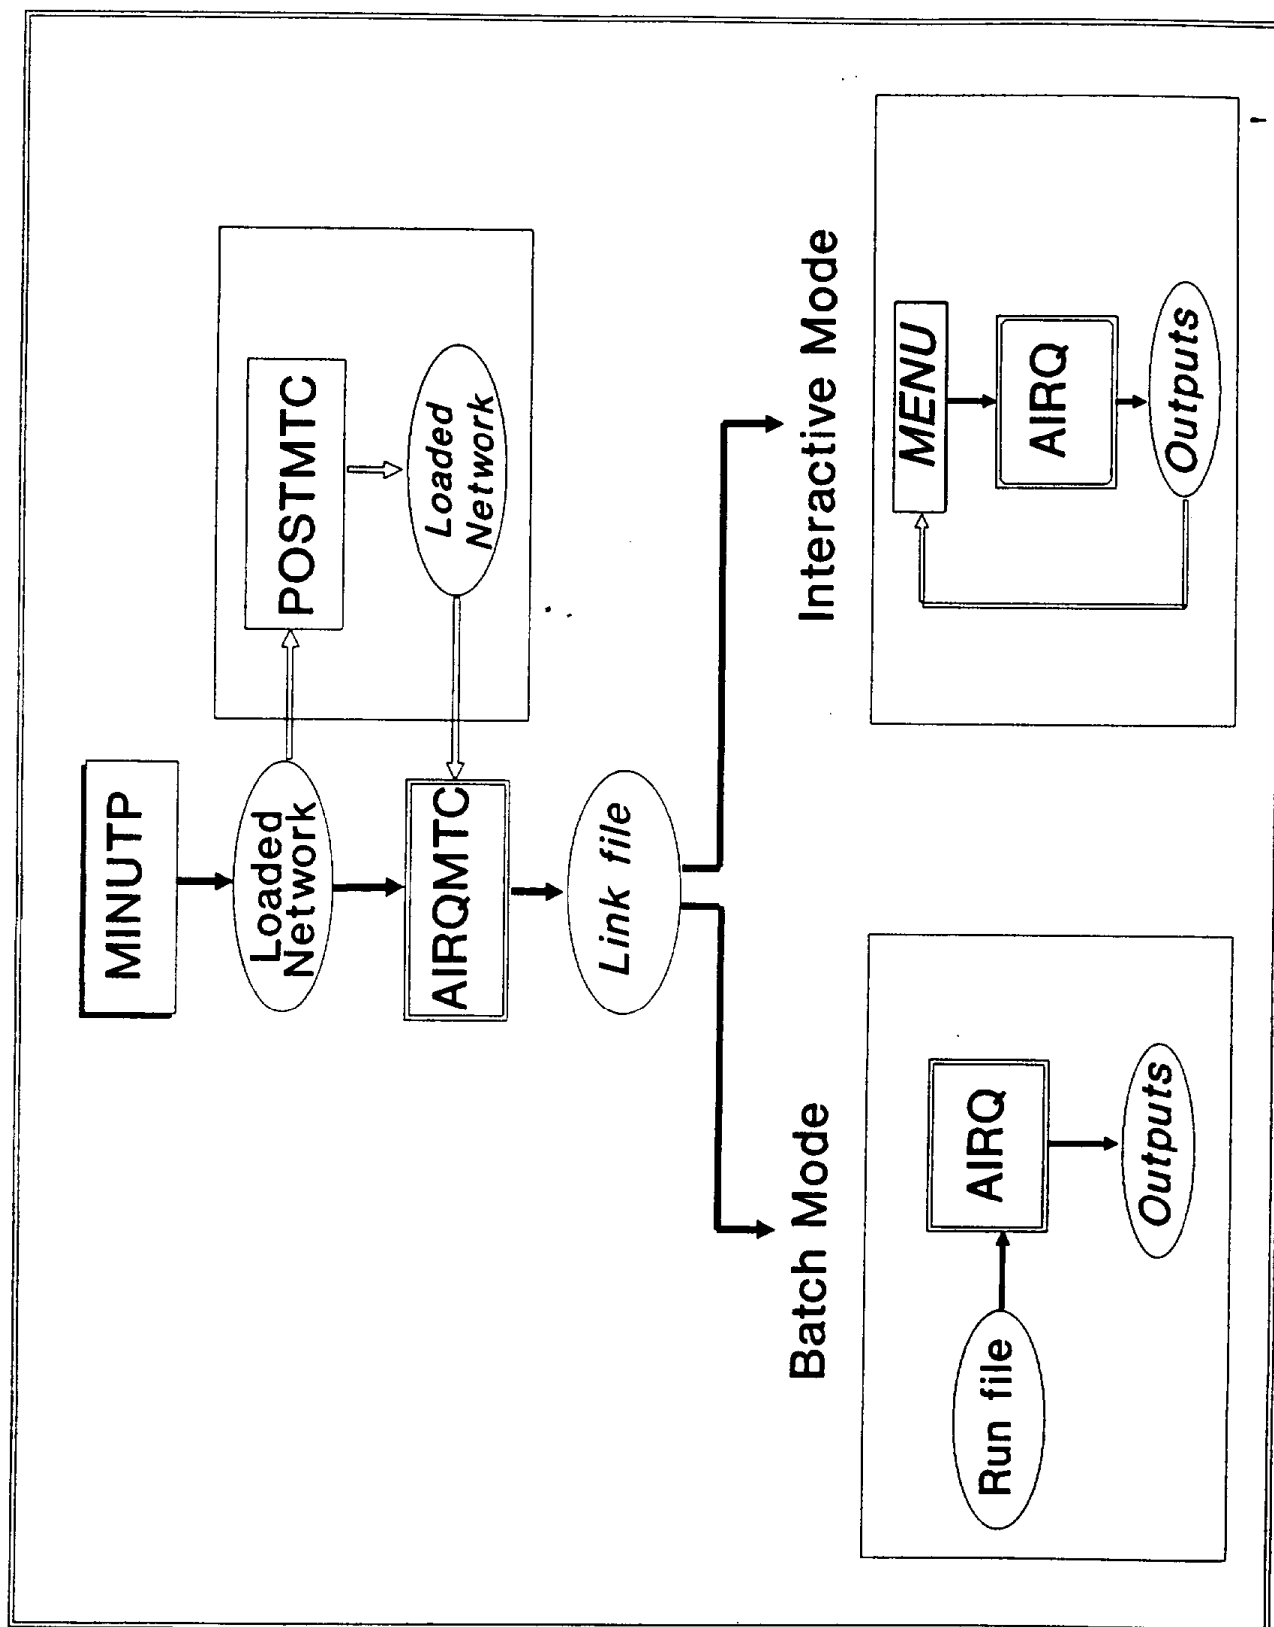 MINUTP
Loaded
Network
POSTMTC
Loaded
Network
AIRQMTC
Link file
Batch Mode
Run file
AIRQ
Outputs
Interactive Mode
MENU
AIRQ
Outputs